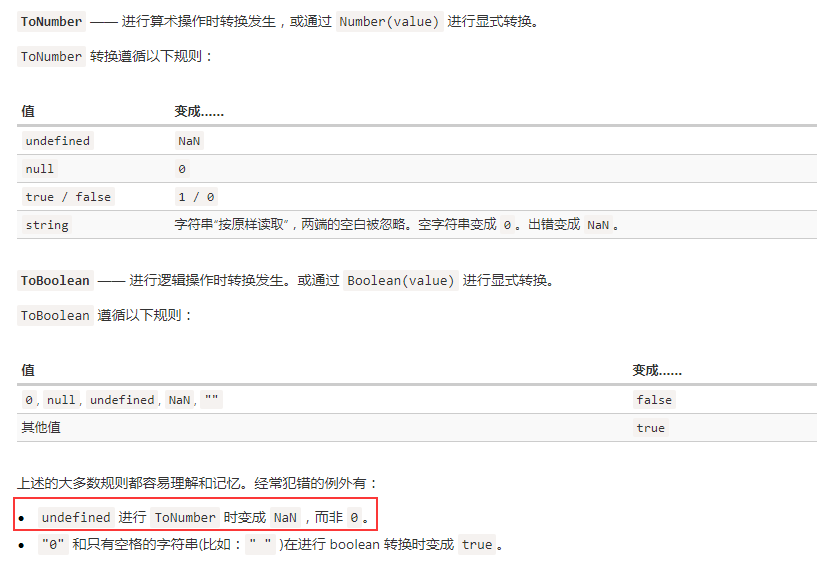 ToNumber —— 进行算术操作时转换发生，或通过 Number(value) 进行显式转换。
ToNumber 转换遵循以下规则：
值 变成……
undefined NaN
null 0
true / false 1 / 0
string 字符串“按原样读取”，两端的空白被忽略。空字符串变成 0。出错变成 NaN。
ToBoolean —— 进行逻辑操作时转换发生。或通过 Boolean(value) 进行显式转换。
ToBoolean 遵循以下规则：
值 变成……
0, null, undefined, NaN, "" false
其他值 true
上述的大多数规则都容易理解和记忆。经常犯错的例外有：
• undefined 进行 ToNumber 时变成 NaN，而非 0。
• "0" 和只有空格的字符串(比如：" " )在进行 boolean 转换时变成 true。